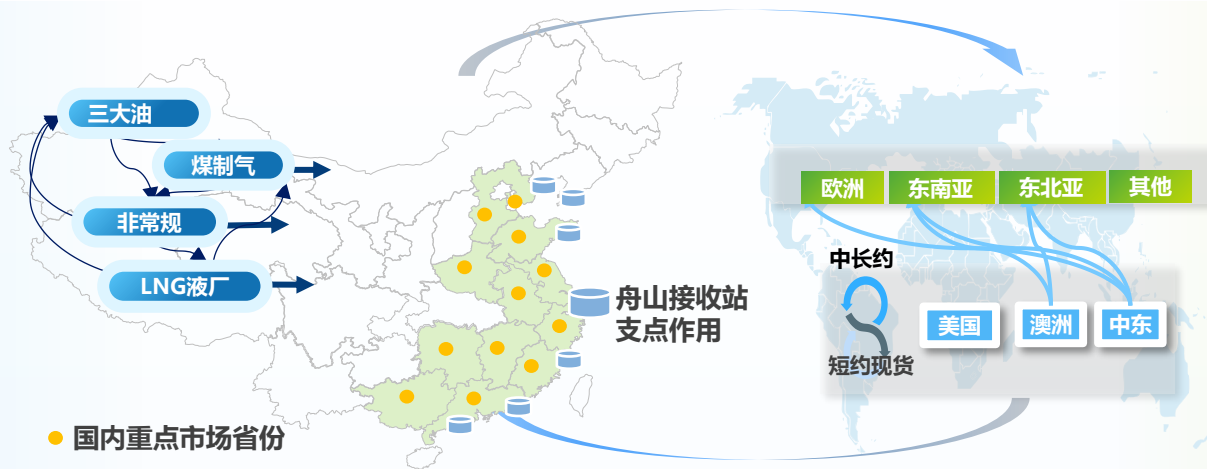 三大油
煤制气
非常规
LNG液厂
舟山接收站
支点作用
国内重点市场省份
欧洲
东南亚
东北亚
其他
中长约
美国
澳洲
中东
短约现货